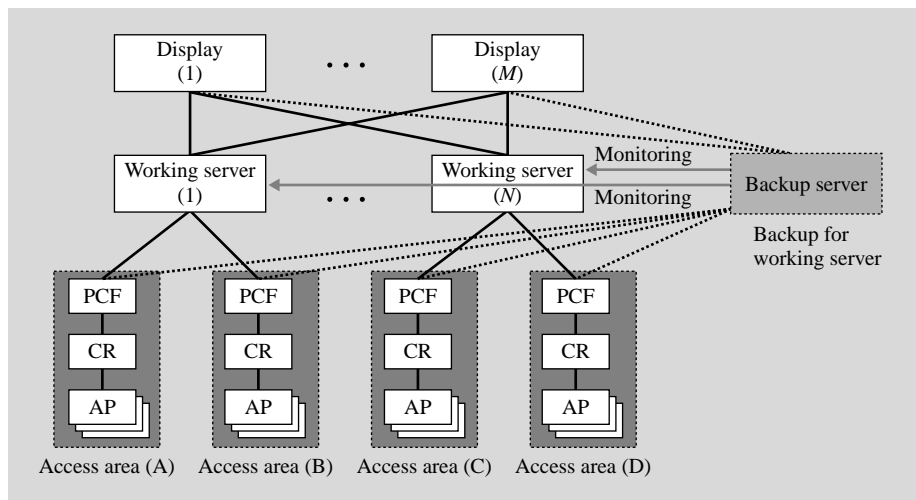 Display
(1)
• • •
Display
(M)
Working server
(1)
• • •
Working server
(N)
Monitoring
Monitoring
Backup server
Backup for
working server
PCF
CR
AP
Access area (A)
PCF
CR
AP
Access area (B)
PCF
CR
AP
Access area (C)
PCF
CR
AP
Access area (D)